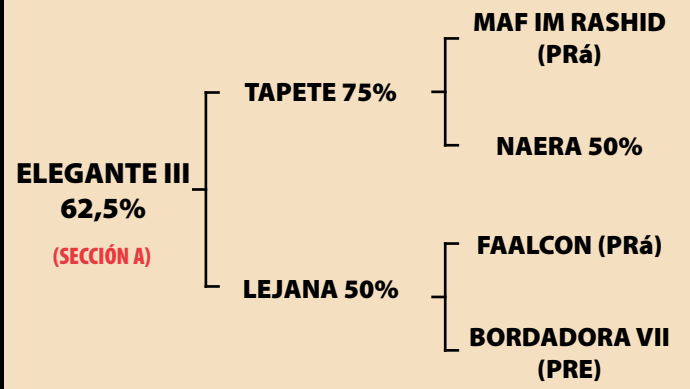 MAF IM RASHID
(PRá)
TAPETE 75%
NAERA 50%
ELEGANTE III
62,5%
(SECCIÓN A)
FAALCON (PRá)
LEJANA 50%
BORDADORA VII
(PRE)